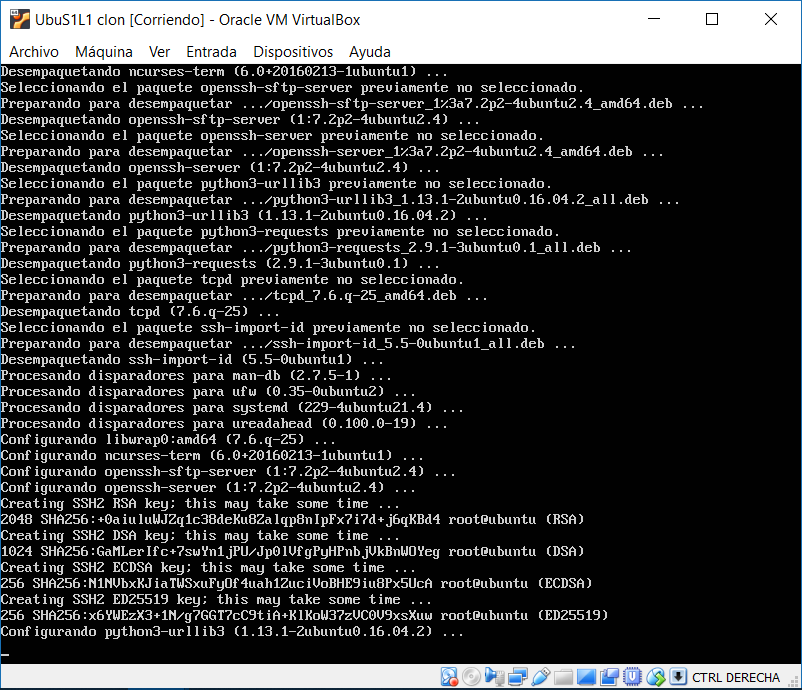 UbuS1L1 clon [Corriendo] - Oracle VM VirtualBox
Archivo Máquina Ver Entrada Dispositivos Ayuda
Desempaquetando ncurses-term (6.0+20160213-1ubuntu1) ...
Seleccionando el paquete openssh-sftp-server previamente no seleccionado.
Preparando para desempaquetar .../openssh-sftp-server_1%3a7.2p2-4ubuntu2.4_amd64.deb ...
Desempaquetando openssh-sftp-server (1:7.2p2-4ubuntu2.4) ...
Seleccionando el paquete openssh-server previamente no seleccionado.
Preparando para desempaquetar .../openssh-server_1%3a7.2p2-4ubuntu2.4_amd64.deb ...
Desempaquetando openssh-server (1:7.2p2-4ubuntu2.4) ...
Seleccionando el paquete python3-urllib3 previamente no seleccionado.
Preparando para desempaquetar .../python3-urllib3_1.13.1-2ubuntu0.16.04.2_all.deb ...
Desempaquetando python3-urllib3 (1.13.1-2ubuntu0.16.04.2) ...
Seleccionando el paquete python3-requests previamente no seleccionado.
Preparando para desempaquetar .../python3-requests_2.9.1-3ubuntu0.1_all.deb ...
Desempaquetando python3-requests (2.9.1-3ubuntu0.1) ...
Seleccionando el paquete tcpd previamente no seleccionado.
Preparando para desempaquetar .../tcpd_7.6.q-25_amd64.deb ...
Desempaquetando tcpd (7.6.q-25) ...
Seleccionando el paquete ssh-import-id previamente no seleccionado.
Preparando para desempaquetar .../ssh-import-id_5.5-0ubuntu1_all.deb ...
Desempaquetando ssh-import-id (5.5-0ubuntu1) ...
Procesando disparadores para man-db (2.7.5-1) ...
Procesando disparadores para ufw (0.35-0ubuntu2) ...
Procesando disparadores para systemd (229-4ubuntu21.4) ...
Procesando disparadores para ureadahead (0.100.0-19) ...
Configurando libwrap0:amd64 (7.6.q-25) ...
Configurando ncurses-term (6.0+20160213-1ubuntu1) ...
Configurando openssh-sftp-server (1:7.2p2-4ubuntu2.4) ...
Configurando openssh-server (1:7.2p2-4ubuntu2.4) ...
Creating SSH2 RSA key; this may take some time ...
2048 SHA256:+0aiuluWJZq1c38deKu8Zalqp8nIpFx7i7d+j6qKBd4 root@ubuntu (RSA)
Creating SSH2 DSA key; this may take some time ...
1024 SHA256:GaMLerIfc+7swYn1jPU/Jp0lVfgPyHPnbjVkBnWOYeg root@ubuntu (DSA)
Creating SSH2 ECDSA key; this may take some time ...
256 SHA256:N1NVbxKJiaTWSxuFyOf4uah1ZuciVoBHE9iu8Px5UcA root@ubuntu (ECDSA)
Creating SSH2 ED25519 key; this may take some time ...
256 SHA256:x6YWEzX3+1M/g7GGT7cC9tiA+KlKoW37zVC0V9xsXuw root@ubuntu (ED25519)
Configurando python3-urllib3 (1.13.1-2ubuntu0.16.04.2) ...
_
CTRL DERECHA